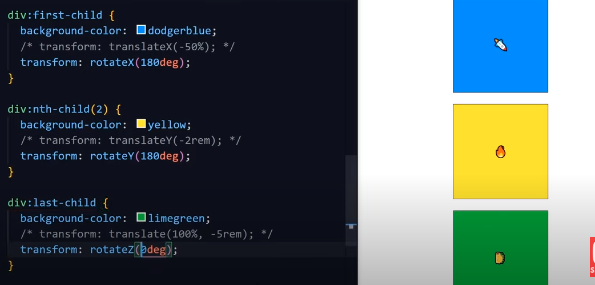 div:first-child {
background-color: dodgerblue;
/* transform: translateX(-50%); */
transform: rotateX(180deg);
}
div:nth-child(2) {
background-color: yellow;
/* transform: translateY(-2rem); */
transform: rotateY(180deg);
}
div:last-child {
background-color: limegreen;
/* transform: translate(100%, -5rem); */
transform: rotateZ(0deg);
}